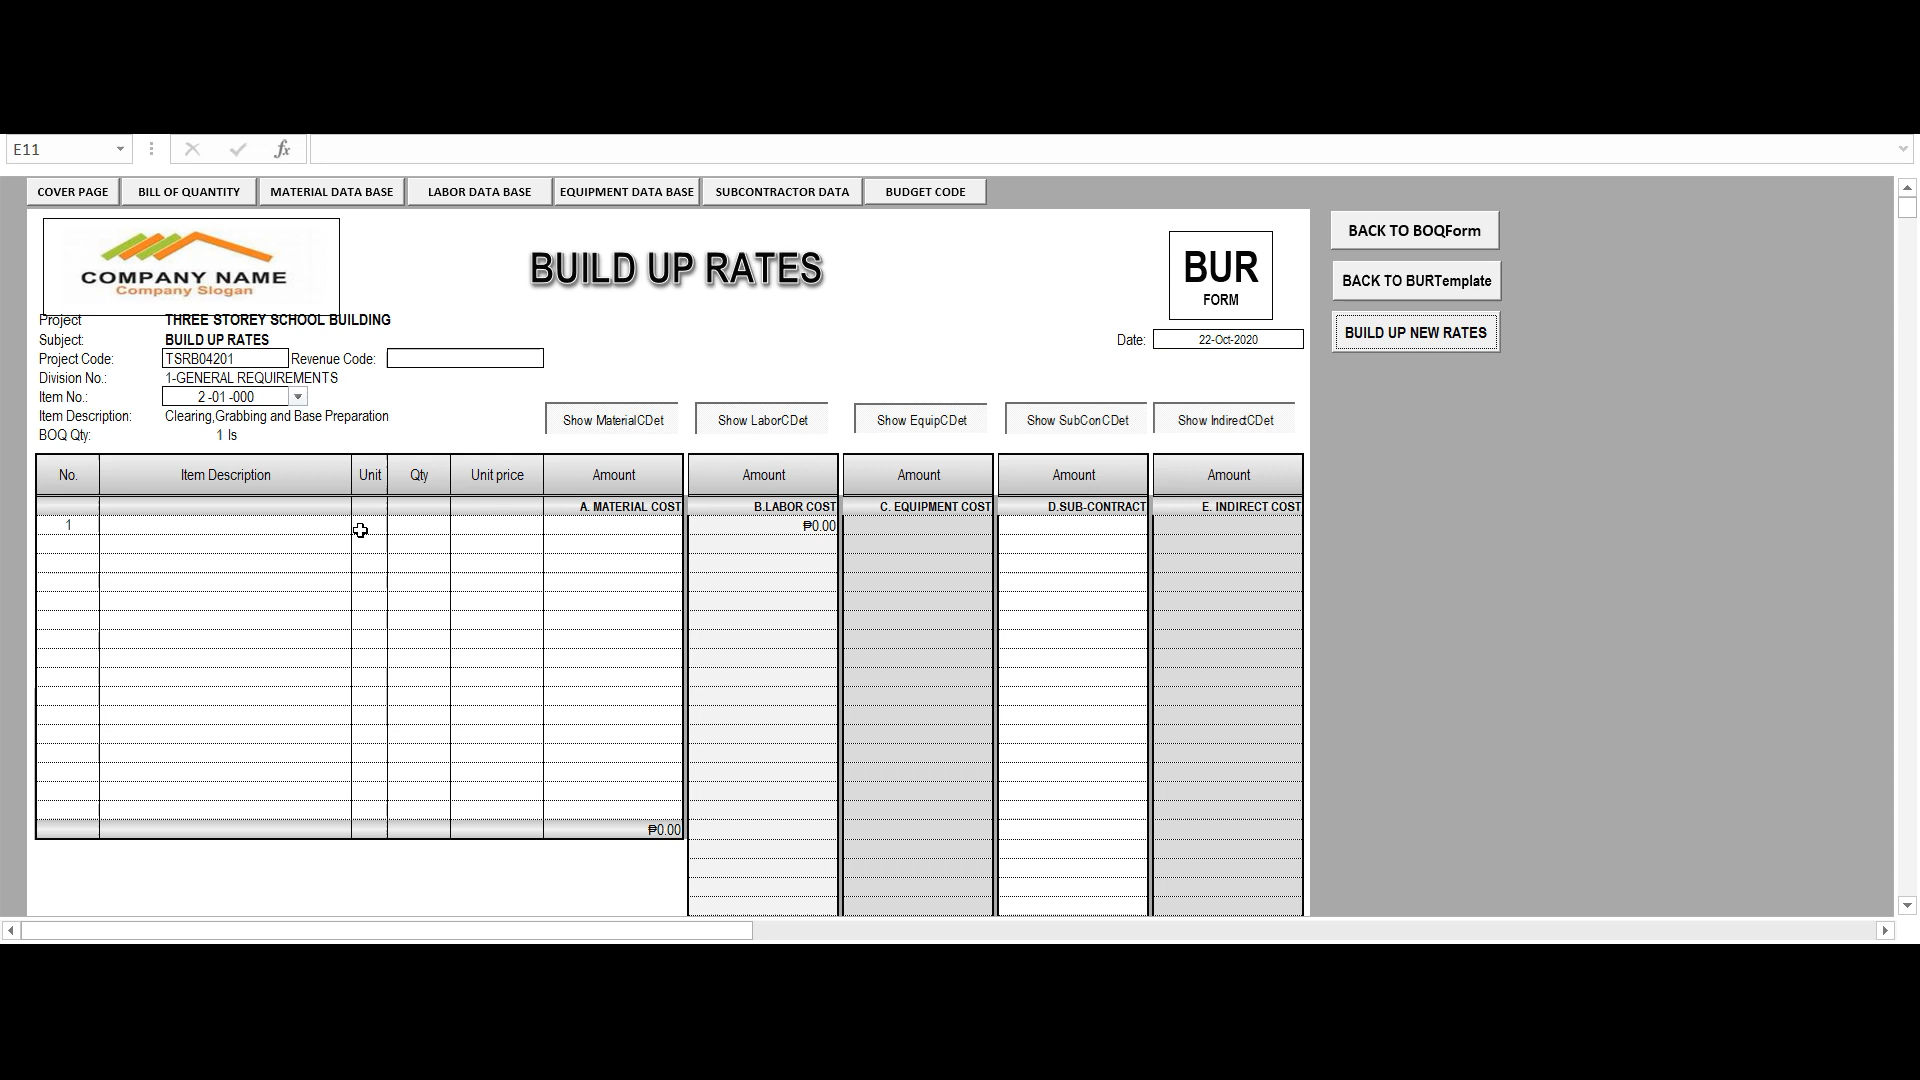 E11
fx
COVER PAGE BILL OF QUANTITY MATERIAL DATA BASE LABOR DATA BASE EQUIPMENT DATA BASE SUBCONTRACTOR DATA BUDGET CODE
COMPANY NAME
Company Slogan
BUILD UP RATES
BUR
FORM
BACK TO BOQForm
BACK TO BURTemplate
BUILD UP NEW RATES
Project THREE STOREY SCHOOL BUILDING
Subject: BUILD UP RATES
Date: 22-Oct-2020
Project Code: TSRB04201 Revenue Code:
Division No.: 1-GENERAL REQUIREMENTS
Item No.: 2 -01 -000
Item Description: Clearing,Grabbing and Base Preparation
BOQ Qty: 1 ls
Show MaterialCDet Show LaborCDet Show EquipCDet Show SubConCDet Show IndirectCDet
No. Item Description Unit Qty Unit price Amount Amount Amount Amount Amount
A. MATERIAL COST B.LABOR COST C. EQUIPMENT COST D.SUB-CONTRACT E. INDIRECT COST
1 ₱0.00
₱0.00